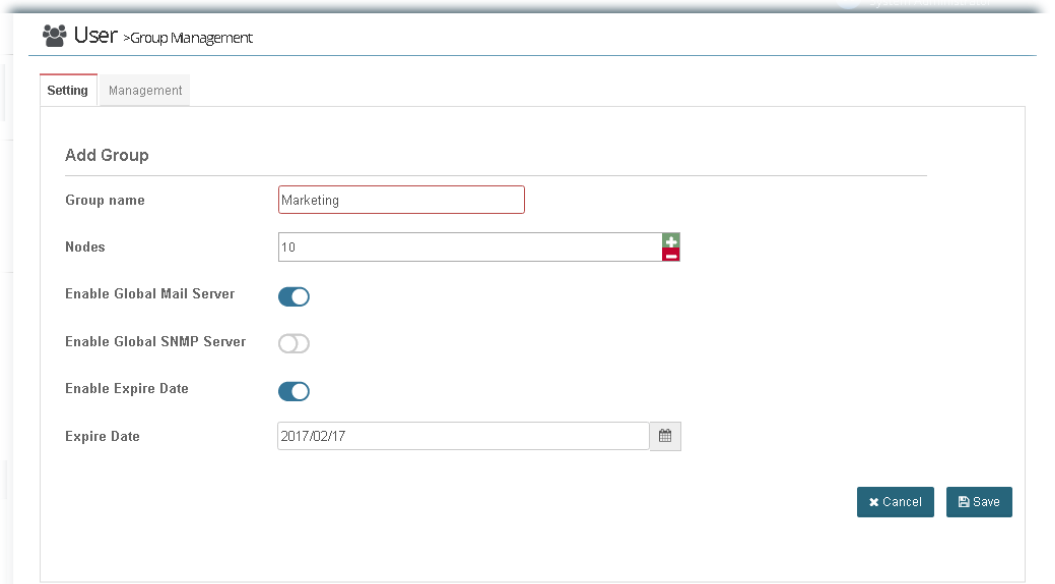 User >Group Management
Setting Management
Add Group
Group name Marketing
Nodes 10
Enable Global Mail Server
Enable Global SNMP Server
Enable Expire Date
Expire Date 2017/02/17
Cancel Save